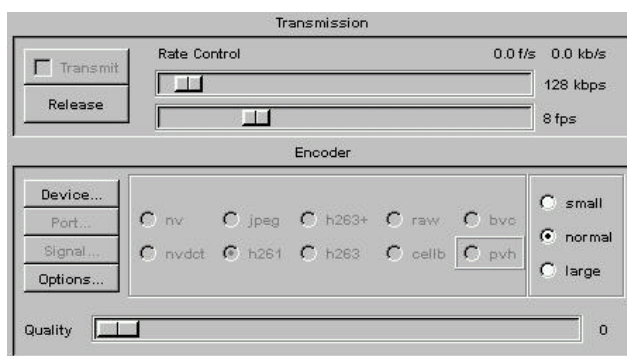 Transmission
Rate Control 0.0 f/s 0.0 kb/s
Transmit
128 kbps
Release
8 fps
Encoder
Device...
Port...
Signal...
Options...
nv jpeg h263+ raw bvc
nvdct h261 h263 cellb pvh
small
normal
large
Quality 0